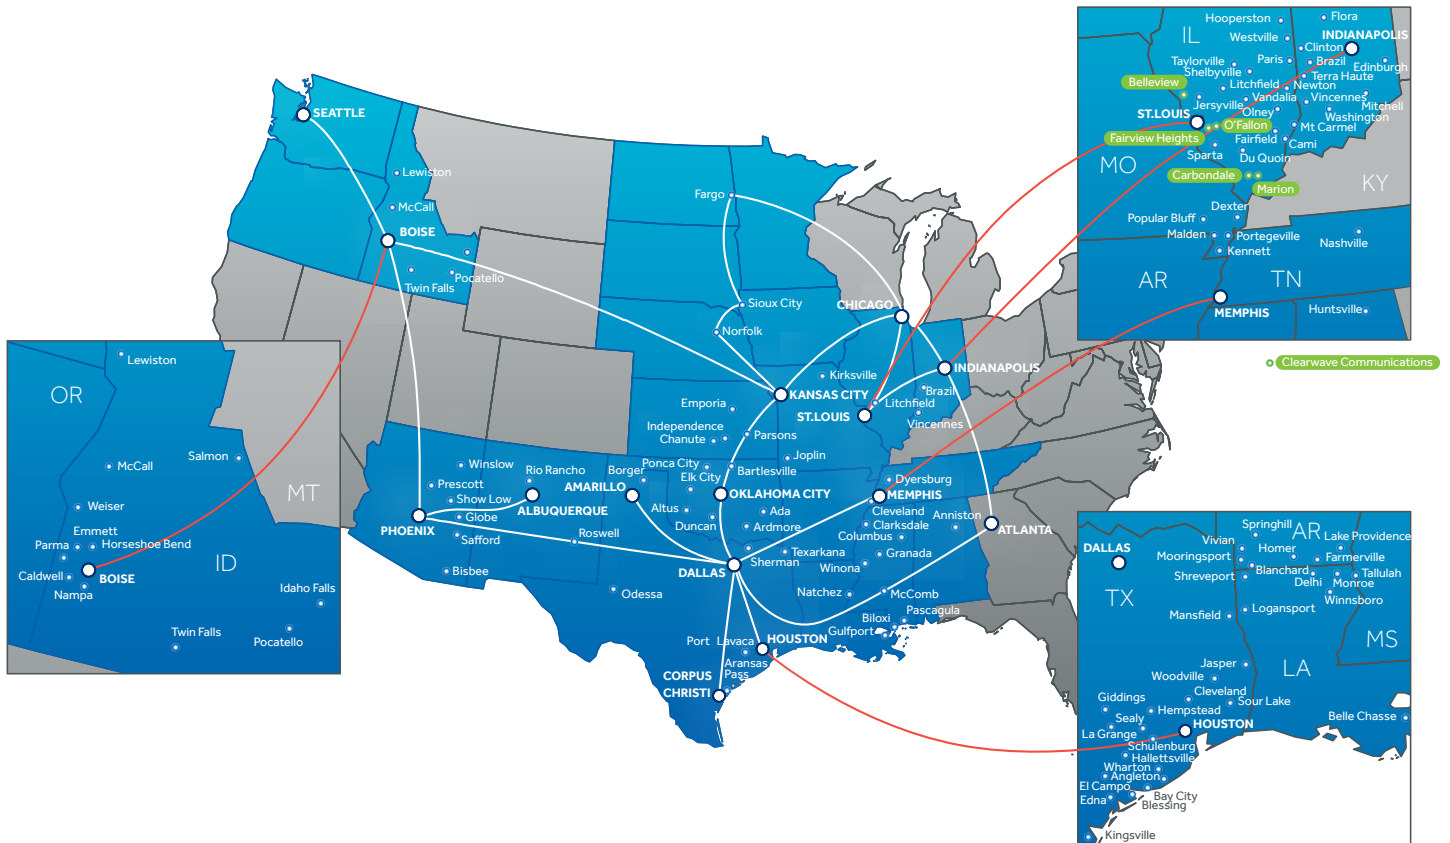 SEATTLE
Lewiston
McCall
BOISE
Pocatello
Twin Falls
Fargo
Sioux City
Norfolk
CHICAGO
INDIANAPOLIS
Kirksville
KANSAS CITY
ST.LOUIS
Brazil
Litchfield
Vincennes
Emporia
Independence
Chanute
Parsons
Joplin
Ponca City
Bartlesville
Elk City
Borger
AMARILLO
OKLAHOMA CITY
Winslow
Rio Rancho
Prescott
Show Low
ALBUQUERQUE
Globe
PHOENIX
Safford
Roswell
Bisbee
Altus
Duncan
Ada
Ardmore
Dyersburg
MEMPHIS
Cleveland
Clarksdale
Columbus
Anniston
ATLANTA
Texarkana
Sherman
Granada
Winona
DALLAS
Odessa
Natchez
McComb
Pascagula
Biloxi
Gulfport
Port Lavaca
HOUSTON
Aransas
Pass
CORPUS
CHRISTI
OR
Lewiston
McCall
Salmon
MT
Weiser
Emmett
Parma
Horseshoe Bend
ID
Caldwell
BOISE
Nampa
Idaho Falls
Twin Falls
Pocatello
Hooperston
Flora
IL
Westville
INDIANAPOLIS
Clinton
Taylorville
Paris
Brazil
Edinburgh
Shelbyville
Terra Haute
Belleview
Litchfield
Newton
Jersyville
Vandalia
Vincennes
Mitchell
ST.LOUIS
Olney
Washington
O'Fallon
Mt Carmel
Fairview Heights
Fairfield
Cami
MO
Sparta
Du Quoin
Carbondale
Marion
KY
Dexter
Popular Bluff
Malden
Portegeville
Nashville
Kennett
AR
TN
MEMPHIS
Huntsville
Clearwave Communications
Springhill
AR
Lake Providence
DALLAS
Vivian
Homer
Mooringsport
Farmerville
Blanchard
Shreveport
Delhi
Monroe
Tallulah
Winnsboro
TX
Mansfield
Logansport
MS
Jasper
LA
Woodville
Giddings
Cleveland
Sour Lake
Hempstead
Sealy
Belle Chasse
HOUSTON
La Grange
Schulenburg
Hallettsville
Wharton
Angleton
El Campo
Bay City
Edna
Blessing
Kingsville